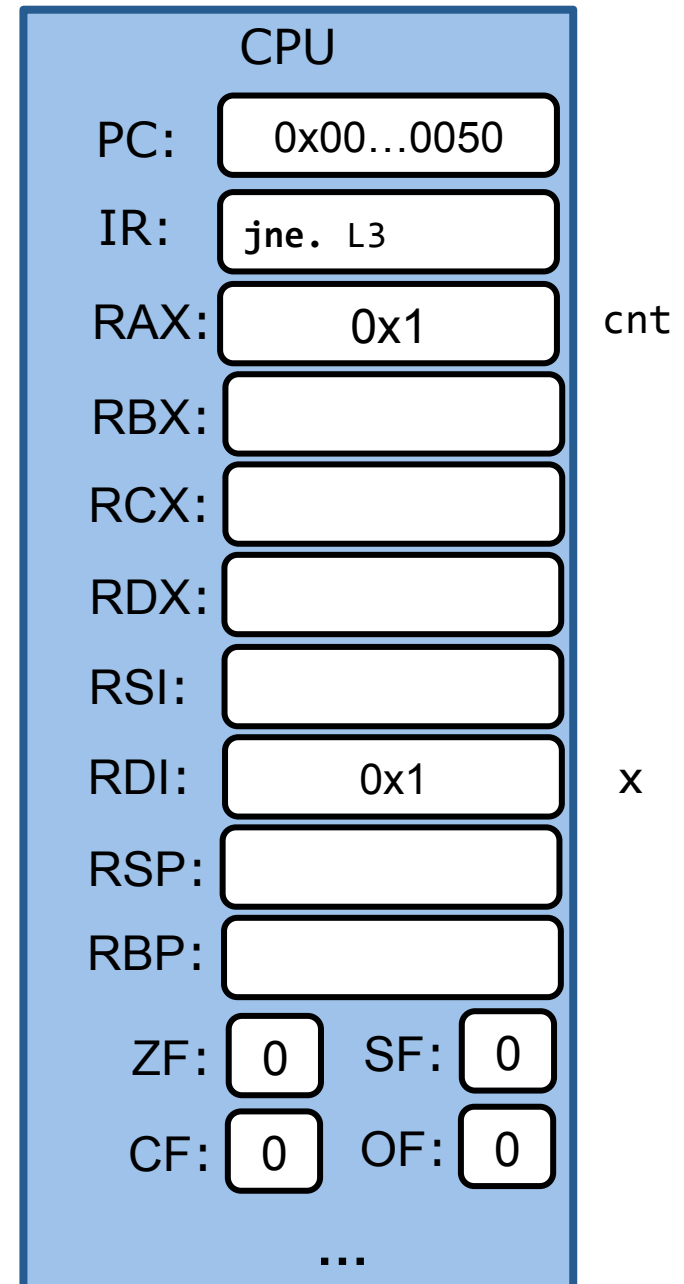 CPU
PC: 0x00…0050
IR: jne. L3
RAX: 0x1 cnt
RBX:
RCX:
RDX:
RSI:
RDI: 0x1 x
RSP:
RBP:
ZF: 0 SF: 0
CF: 0 OF: 0
...